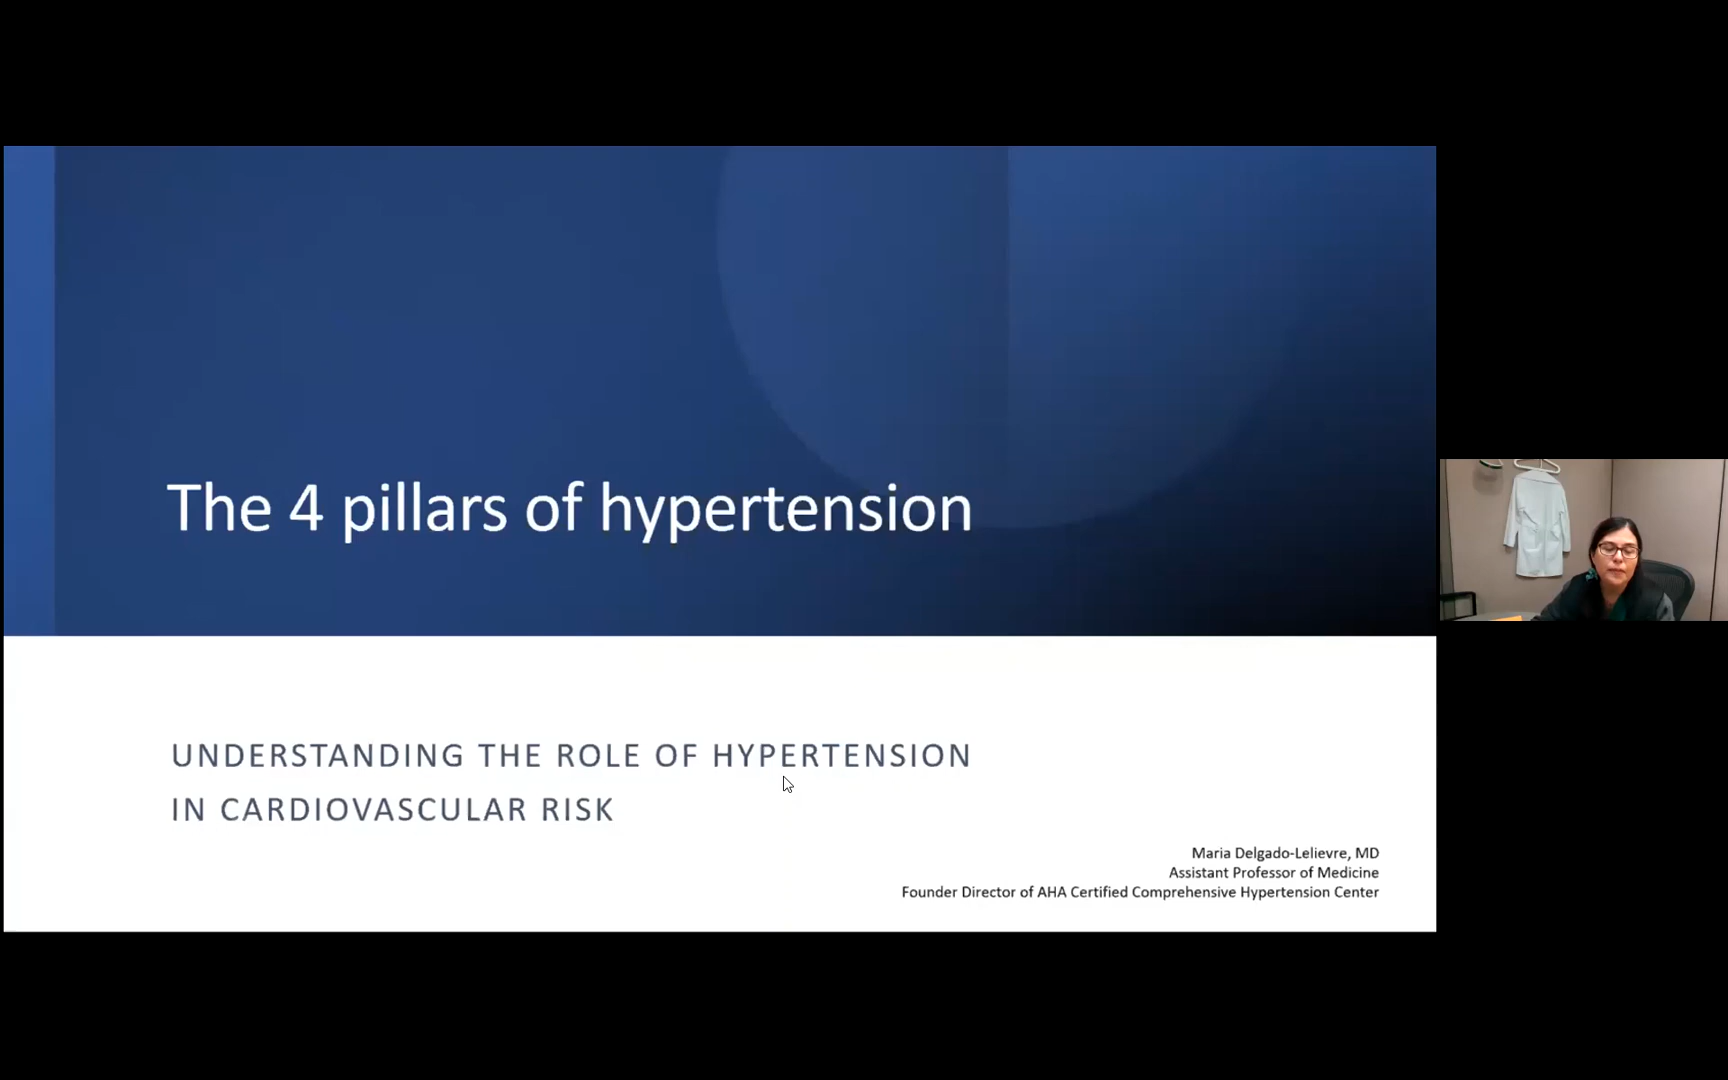 The 4 pillars of hypertension
UNDERSTANDING THE ROLE OF HYPERTENSION
IN CARDIOVASCULAR RISK
Maria Delgado-Lelievre, MD
Assistant Professor of Medicine
Founder Director of AHA Certified Comprehensive Hypertension Center